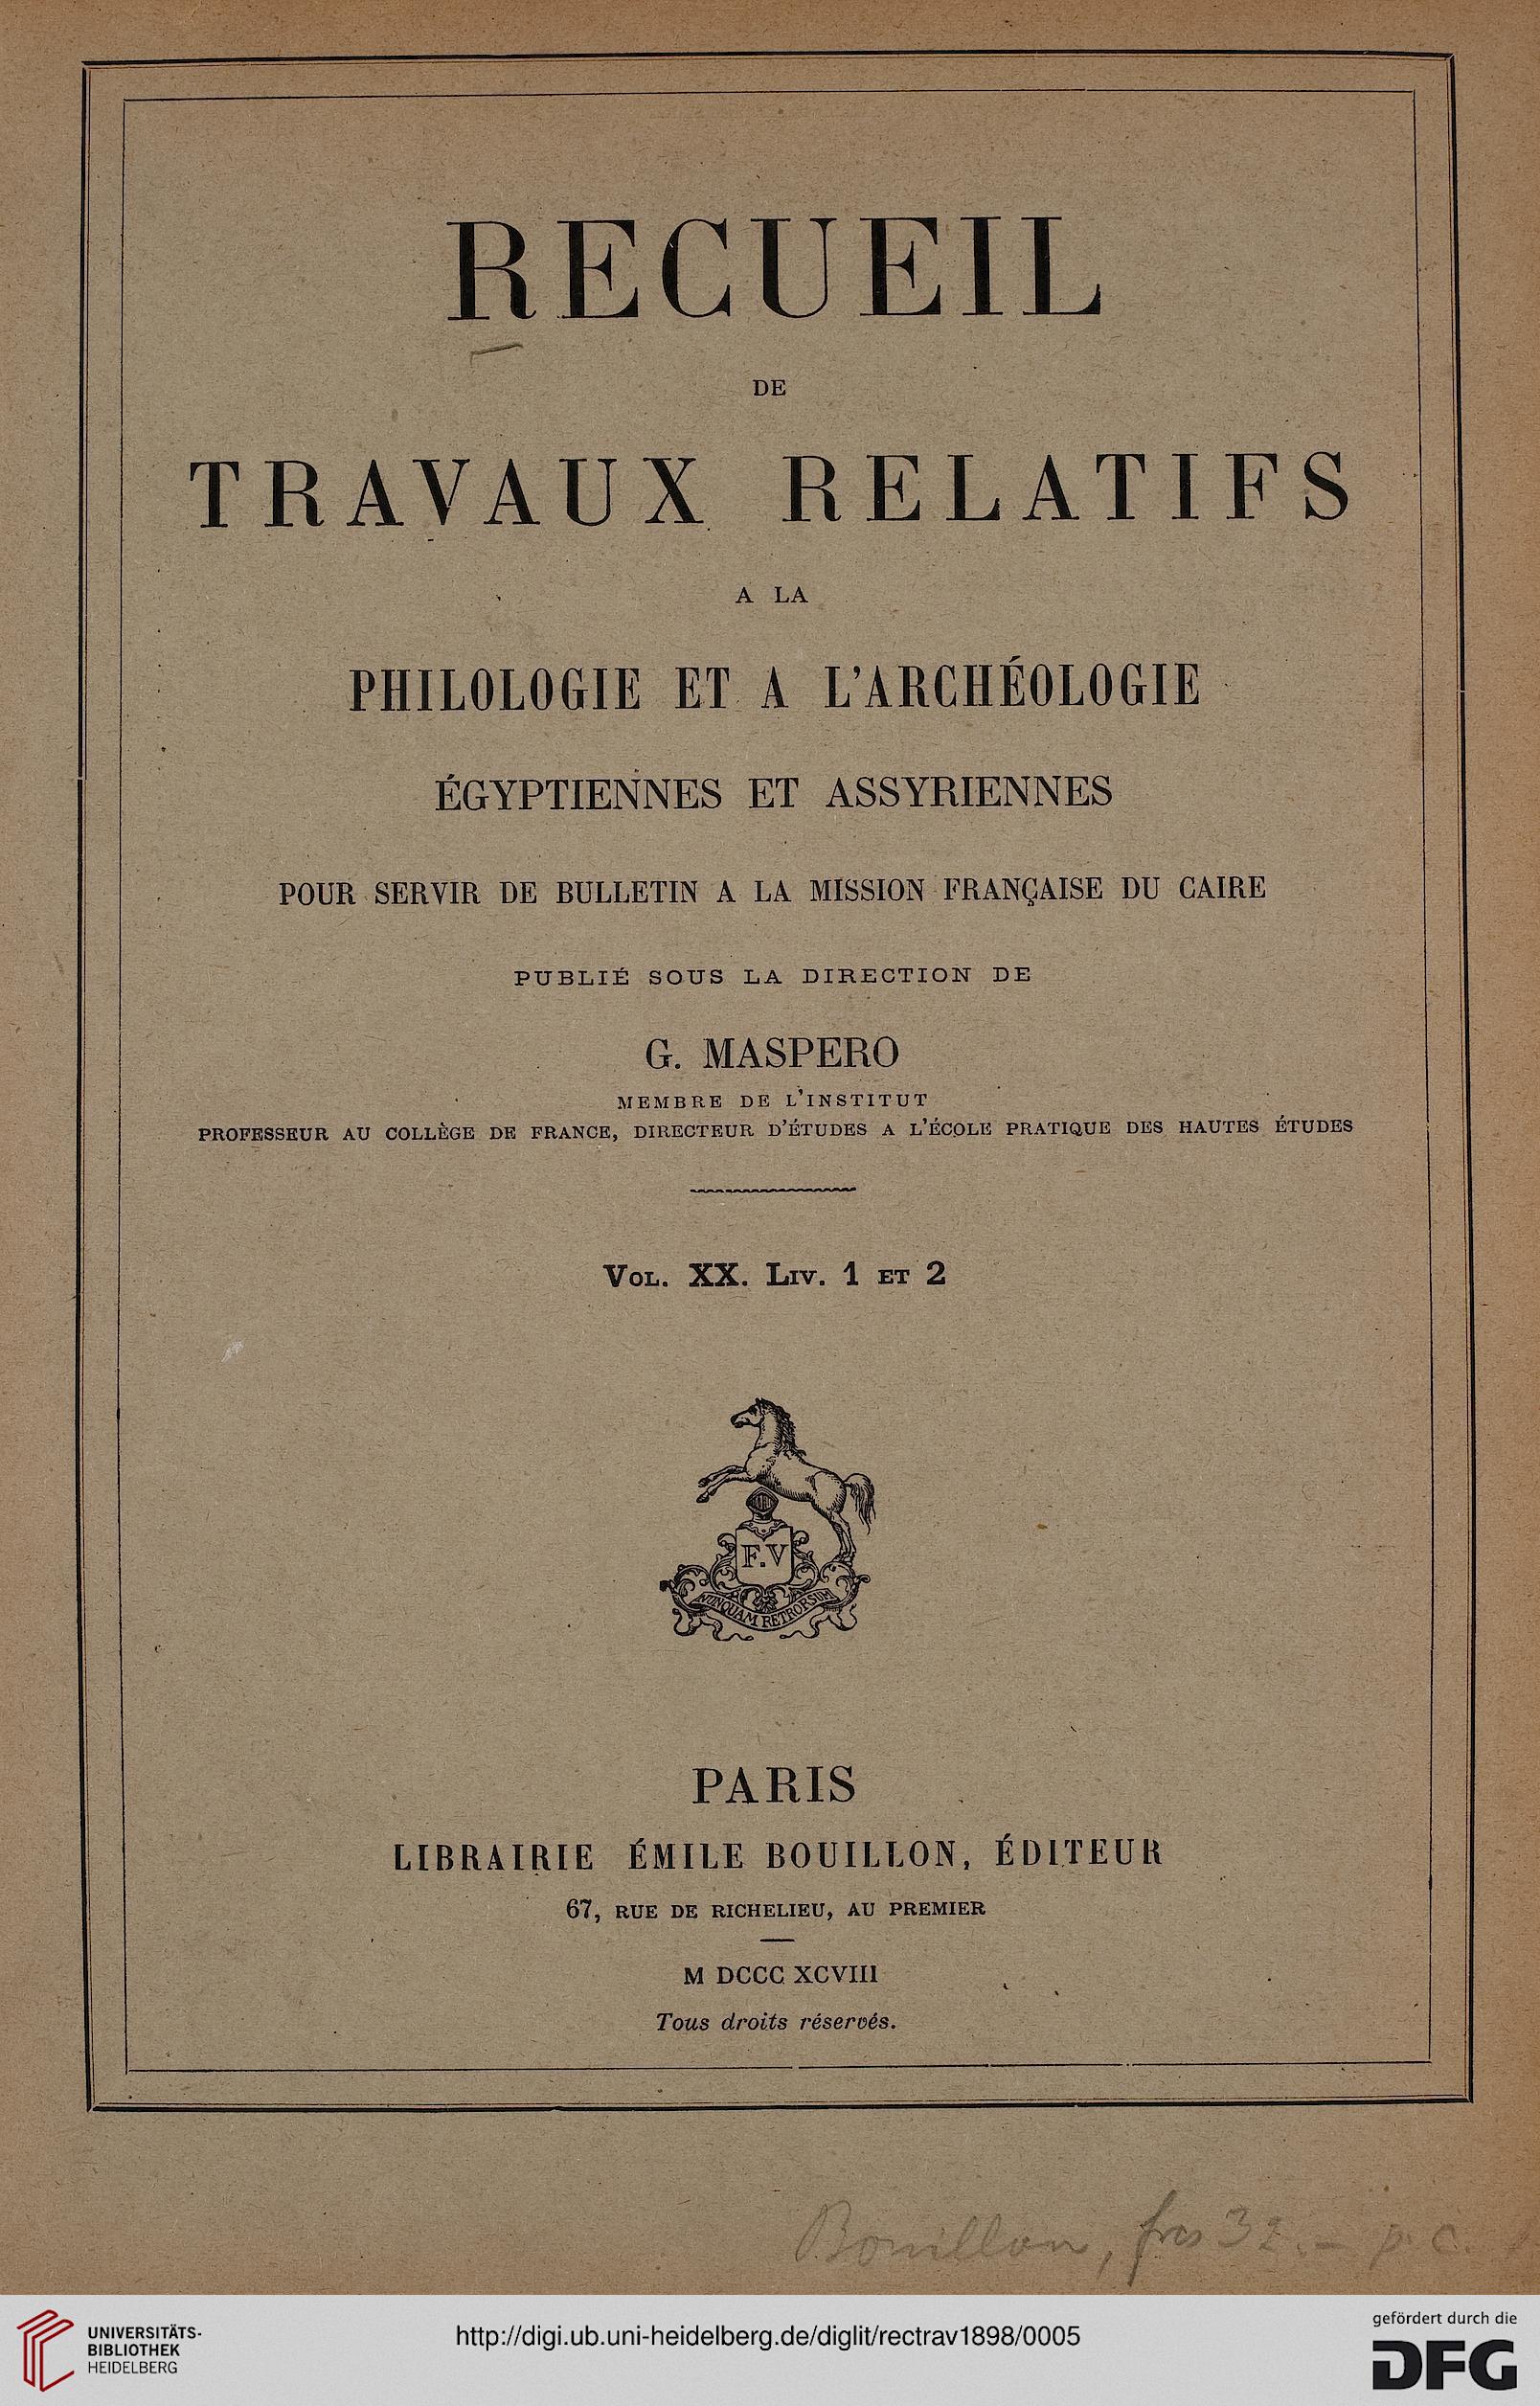 RECUEIL
DE
TRAVAUX RELATIFS
A LA
PHILOLOGIE ET A L'ARCHÉOLOGIE
ÉGYPTIENNES ET ASSYRIENNES
POUR SERVIR DE BULLETIN A LA MISSION FRANÇAISE DU CAIRE
PUBLIÉ SOUS LA DIRECTION DE
G. MASPERO
MEMBRE DE L'INSTITUT
PROFESSEUR AU COLLÈGE DE FRANCE, DIRECTEUR D'ÉTUDES A L'ÉCOLE PRATIQUE DES HAUTES ÉTUDES
VOL. XX. LIV. 1 ET 2
F.V
NUNQUAM RETRORSUM
PARIS
LIBRAIRIE ÉMILE BOUILLON, ÉDITEUR
67, RUE DE RICHELIEU, AU PREMIER
M DCCC XCVIII
Tous droits réservés.
Bouillon, frcs 32.- p. c.
UNIVERSITÄTS-
BIBLIOTHEK
HEIDELBERG
http://digi.ub.uni-heidelberg.de/diglit/rectrav1898/0005
gefördert durch die
DFG